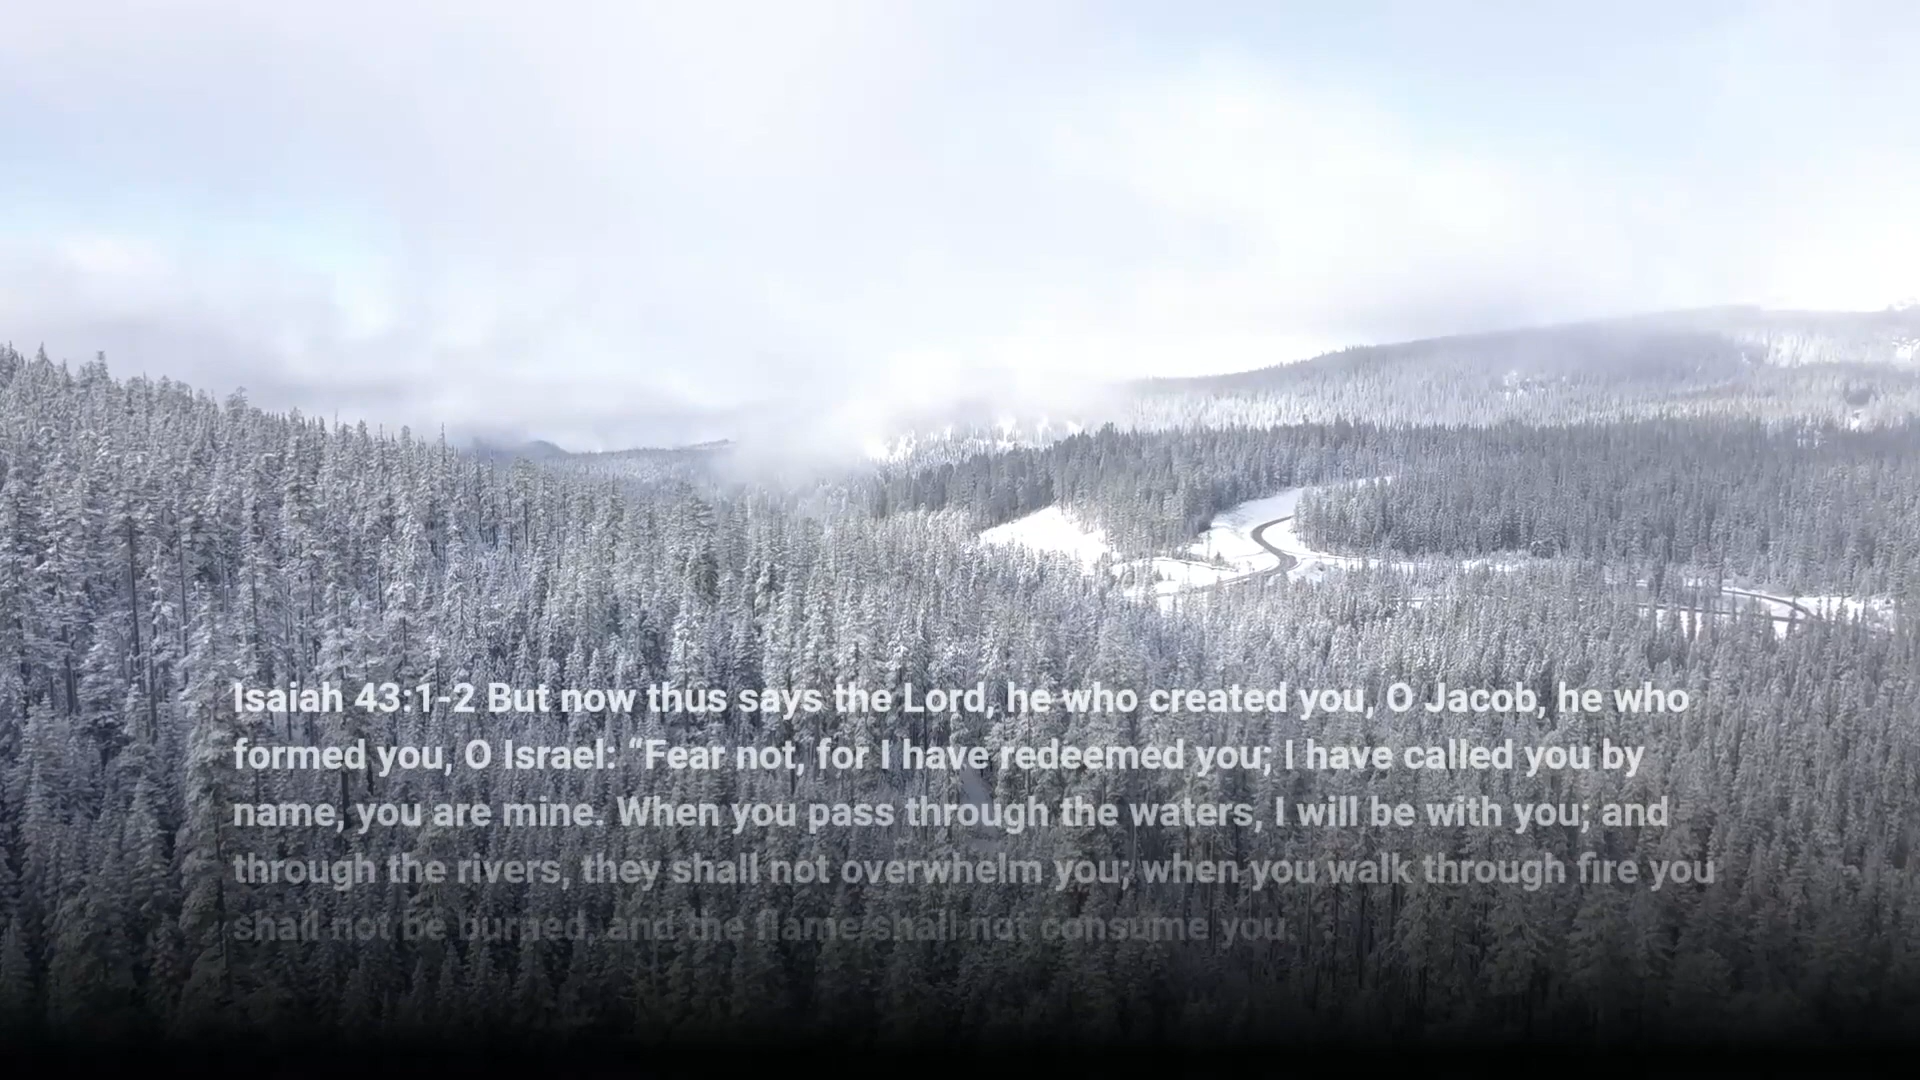 Isaiah 43:1-2 But now thus says the Lord, he who created you, O Jacob, he who
formed you, O Israel: “Fear not, for I have redeemed you; I have called you by
name, you are mine. When you pass through the waters, I will be with you; and
through the rivers, they shall not overwhelm you; when you walk through fire you
shall not be burned, and the flame shall not consume you.